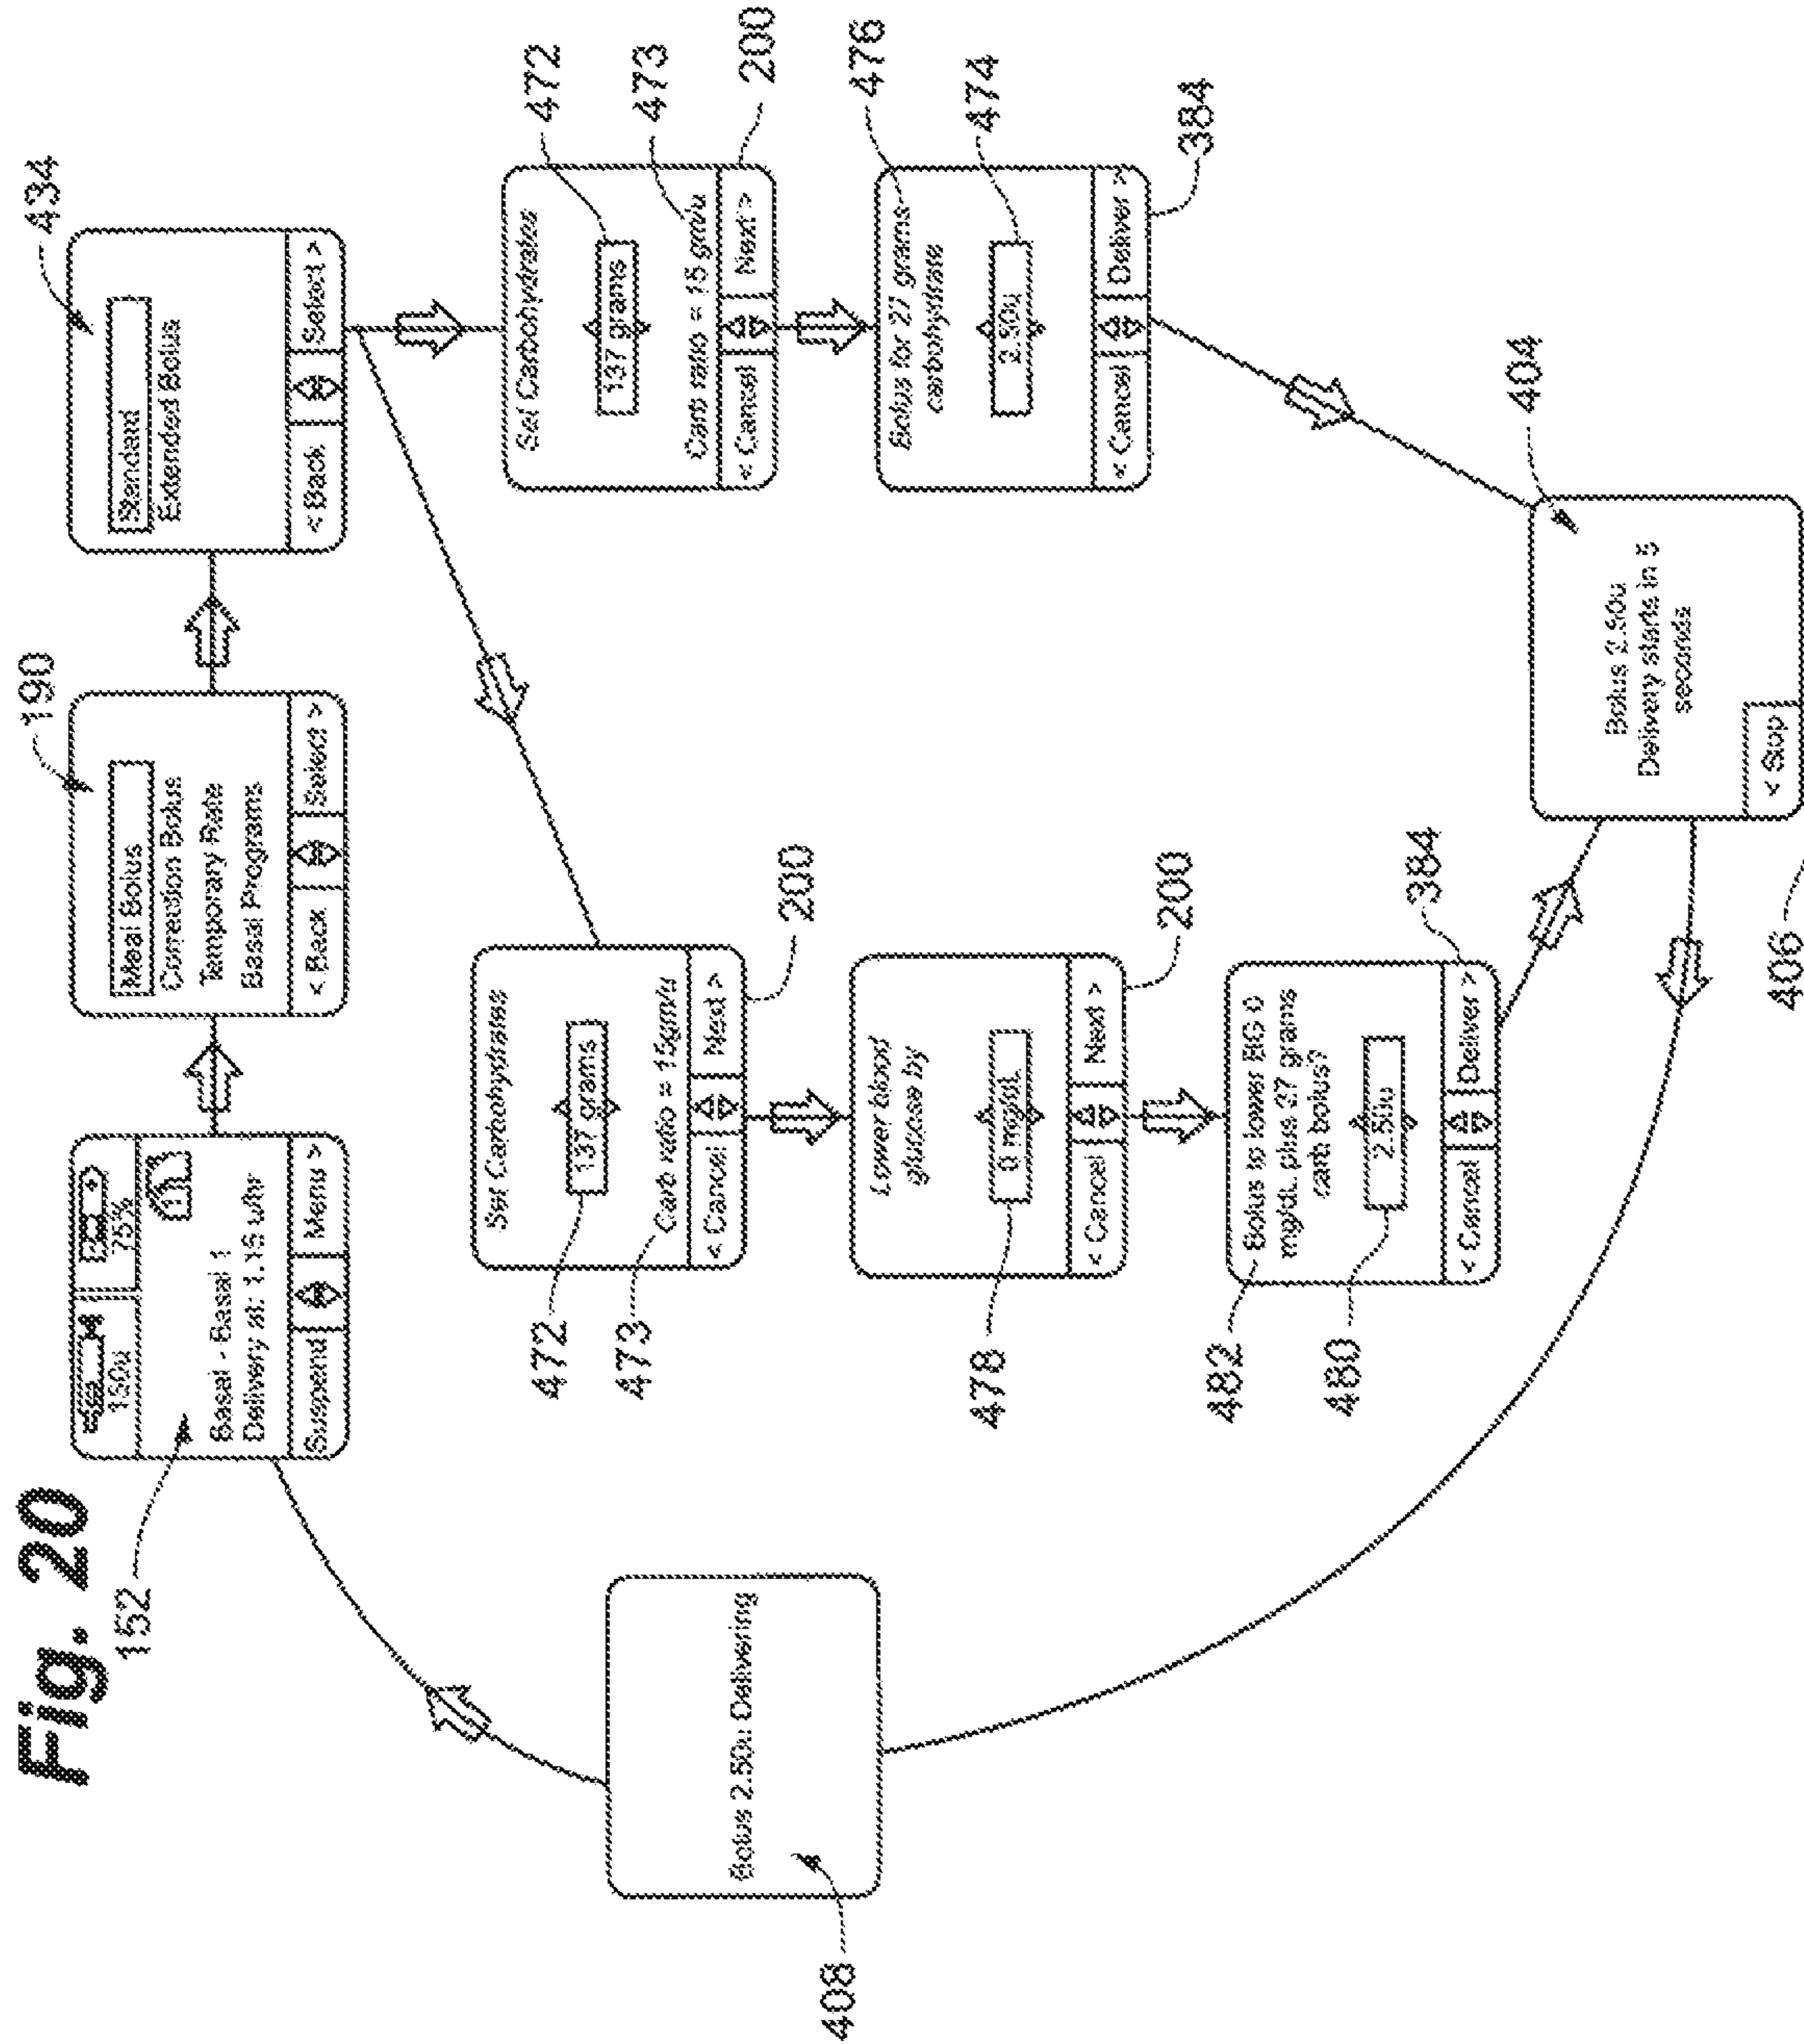 Fig. 20
152
150u
75%
Basal - Basal 1
Delivery at: 1.15 u/hr
Suspend
Menu >
190
Meal Bolus
Correction Bolus
Temporary Rate
Basal Programs
< Back
Select >
434
Standard
Extended Bolus
< Back
Select >
Set Carbohydrates
472
137 grams
473
Carb ratio = 15gm/u
< Cancel
Next >
200
Set Carbohydrates
472
137 grams
473
Carb ratio = 15 gm/u
< Cancel
Next >
200
Lower blood
glucose by
478
0 mg/dL
< Cancel
Next >
200
476
Bolus for 27 grams
carbohydrate
474
2.50u
< Cancel
Deliver >
384
482
Bolus to lower BG 0
mg/dL plus 27 grams
carb bolus?
480
2.50u
< Cancel
Deliver >
384
408
Bolus 2.50u Delivering
404
Bolus 2.50u
Delivery starts in 5
seconds
< Stop
406